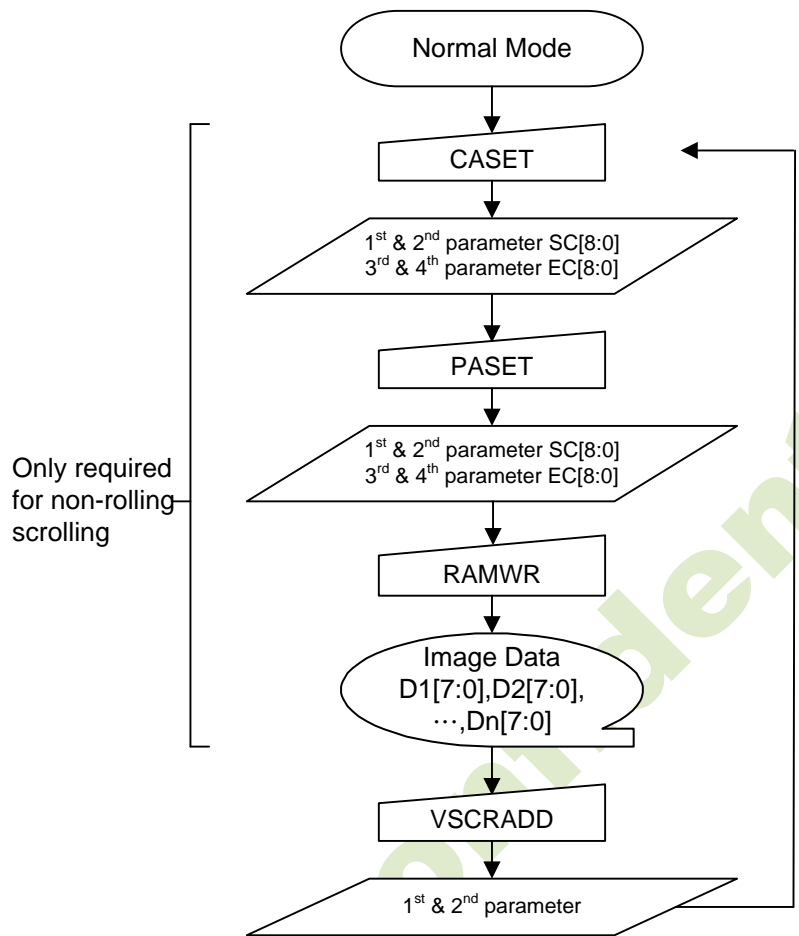 Normal Mode
CASET
1st & 2nd parameter SC[8:0]
3rd & 4th parameter EC[8:0]
PASET
1st & 2nd parameter SC[8:0]
3rd & 4th parameter EC[8:0]
Only required
for non-rolling
scrolling
RAMWR
Image Data
D1[7:0],D2[7:0],
⋯,Dn[7:0]
VSCRADD
1st & 2nd parameter